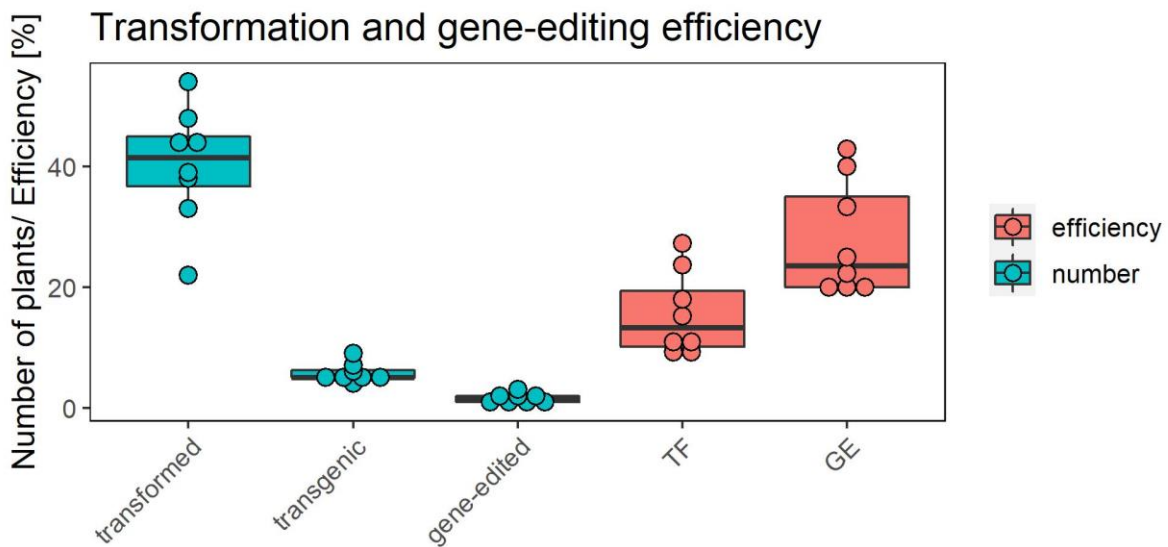 Transformation and gene-editing efficiency
Number of plants/ Efficiency [%]
40
20
0
transformed
transgenic
gene-edited
TF
GE
efficiency
number